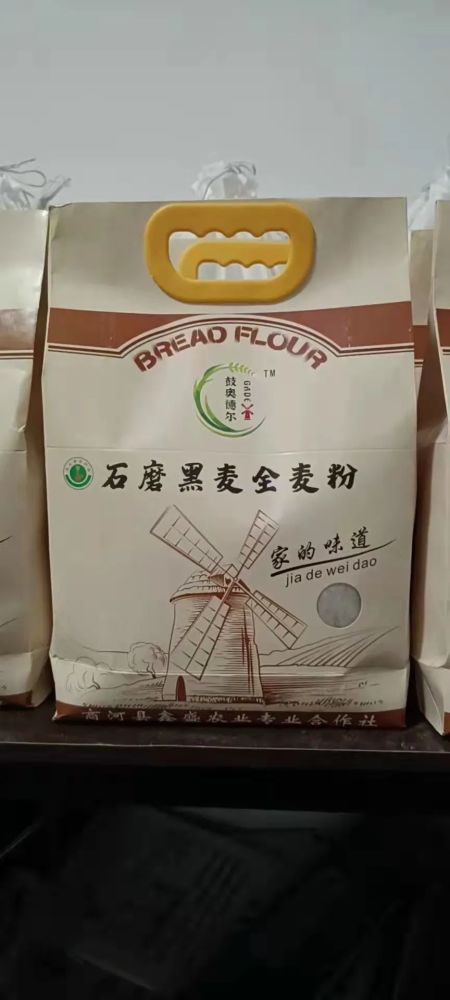 BREAD FLOUR
TM
鼓奥德尔
GADE
石磨黑麦全麦粉
家的味道
jia de wei dao
商河县鑫盛农业专业合作社